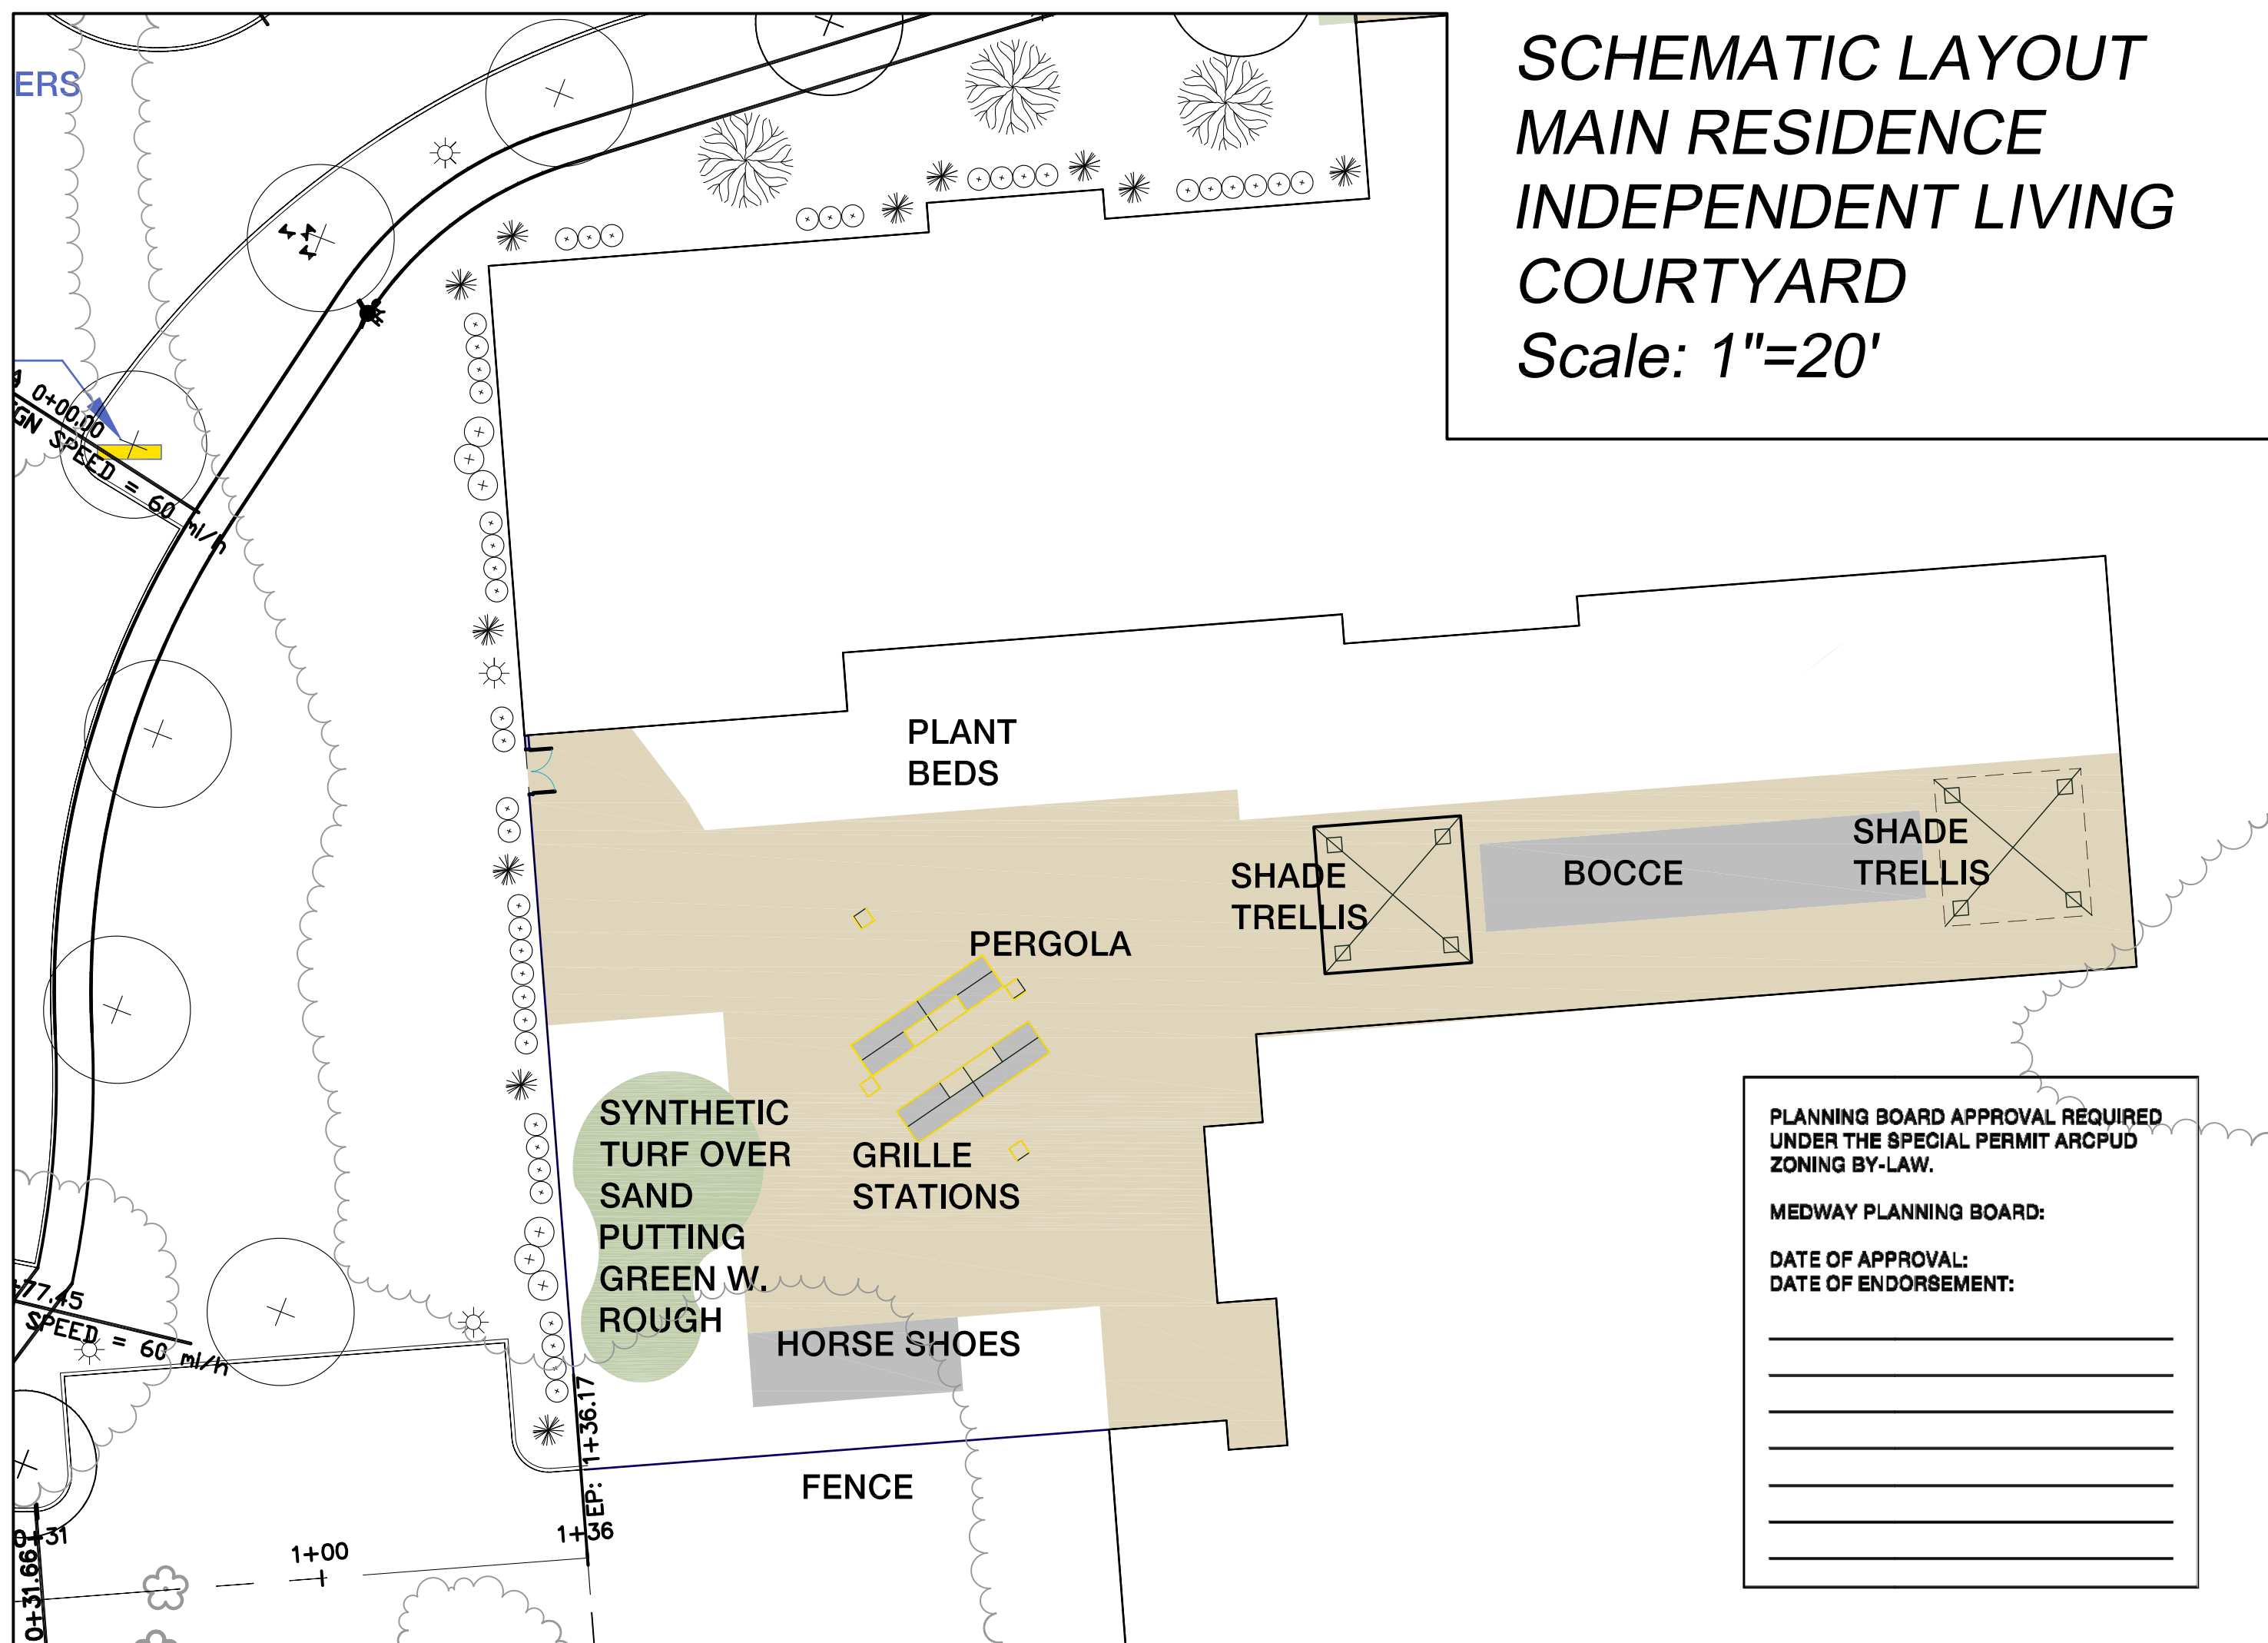 SCHEMATIC LAYOUT
MAIN RESIDENCE
INDEPENDENT LIVING
COURTYARD
Scale: 1"=20'
ERS
0+00.00
GN SPEED = 60 ml/h
PLANT
BEDS
SHADE
TRELLIS
BOCCE
SHADE
TRELLIS
PERGOLA
SYNTHETIC
TURF OVER
SAND
PUTTING
GREEN W.
ROUGH
GRILLE
STATIONS
HORSE SHOES
FENCE
+77.45
SPEED = 60 ml/h
EP: 1+36.17
1+36
1+00
0+31
0+31.66
PLANNING BOARD APPROVAL REQUIRED
UNDER THE SPECIAL PERMIT ARCPUD
ZONING BY-LAW.
MEDWAY PLANNING BOARD:
DATE OF APPROVAL:
DATE OF ENDORSEMENT: